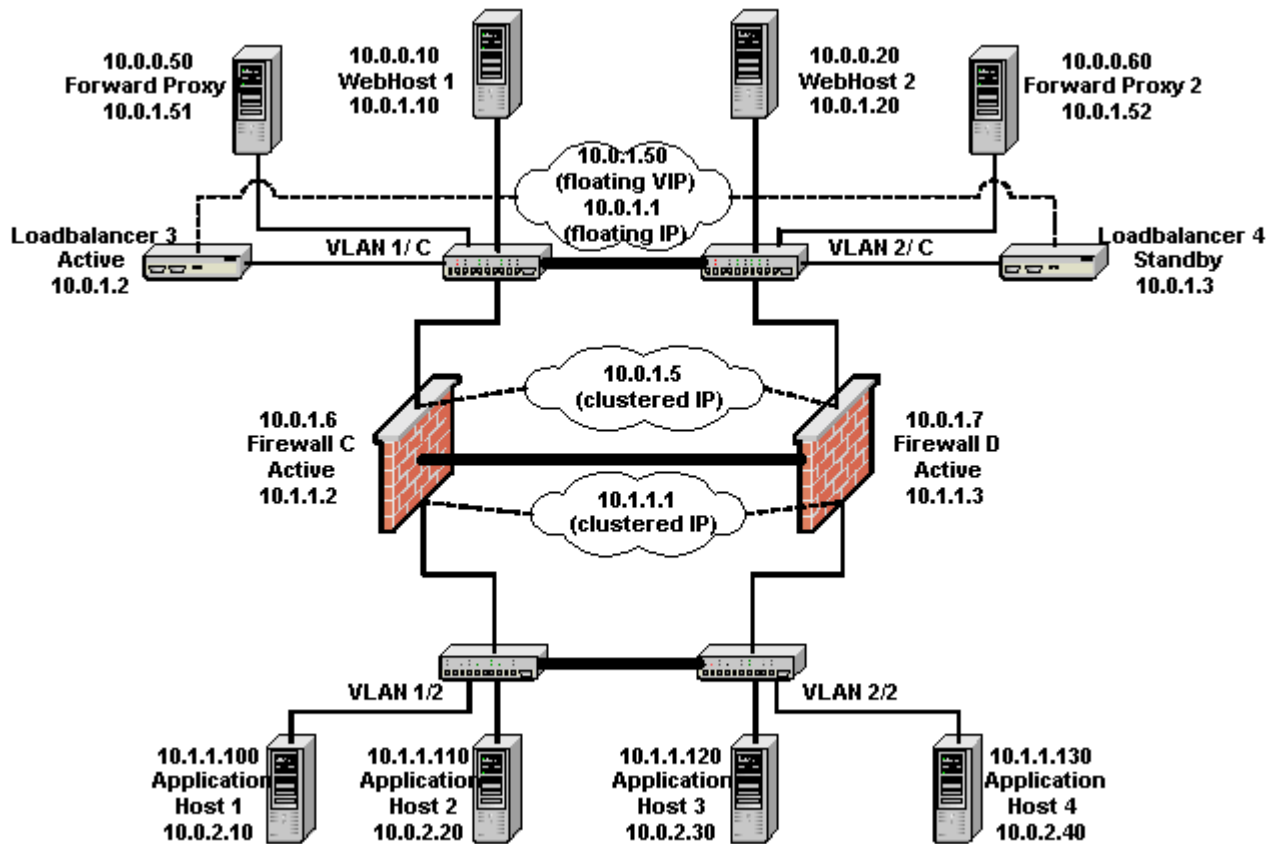 10.0.0.50
Forward Proxy
10.0.1.51
10.0.0.10
WebHost 1
10.0.1.10
10.0.0.20
WebHost 2
10.0.1.20
10.0.0.60
Forward Proxy 2
10.0.1.52
10.0.1.50
(floating VIP)
10.0.1.1
(floating IP)
Loadbalancer 3
Active
10.0.1.2
VLAN 1/ C
VLAN 2/ C
Loadbalancer 4
Standby
10.0.1.3
10.0.1.5
(clustered IP)
10.0.1.6
Firewall C
Active
10.1.1.2
10.0.1.7
Firewall D
Active
10.1.1.3
10.1.1.1
(clustered IP)
VLAN 1/2
VLAN 2/2
10.1.1.100
Application
Host 1
10.0.2.10
10.1.1.110
Application
Host 2
10.0.2.20
10.1.1.120
Application
Host 3
10.0.2.30
10.1.1.130
Application
Host 4
10.0.2.40